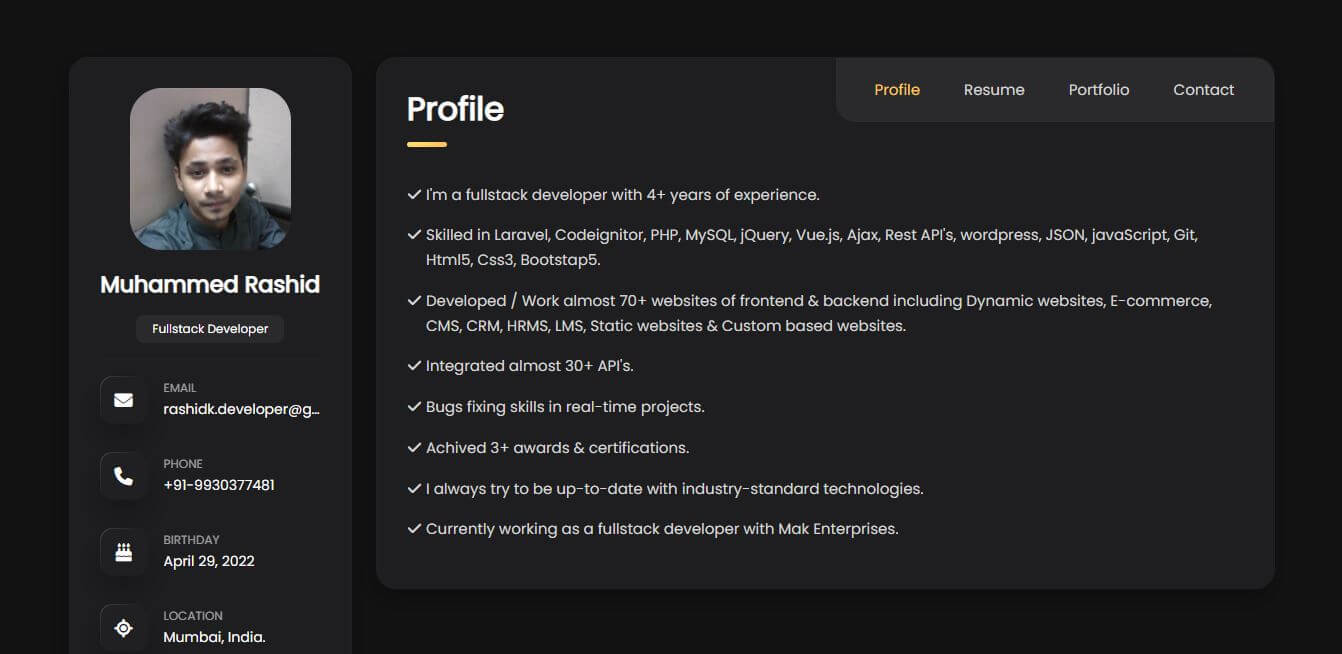 Muhammed Rashid
Fullstack Developer
EMAIL
rashidk.developer@g...
PHONE
+91-9930377481
BIRTHDAY
April 29, 2022
LOCATION
Mumbai, India.
Profile
Resume
Portfolio
Contact
Profile
I'm a fullstack developer with 4+ years of experience.
Skilled in Laravel, Codeignitor, PHP, MySQL, jQuery, Vue.js, Ajax, Rest API's, wordpress, JSON, javaScript, Git,
Html5, Css3, Bootstap5.
Developed / Work almost 70+ websites of frontend & backend including Dynamic websites, E-commerce,
CMS, CRM, HRMS, LMS, Static websites & Custom based websites.
Integrated almost 30+ API's.
Bugs fixing skills in real-time projects.
Achived 3+ awards & certifications.
I always try to be up-to-date with industry-standard technologies.
Currently working as a fullstack developer with Mak Enterprises.